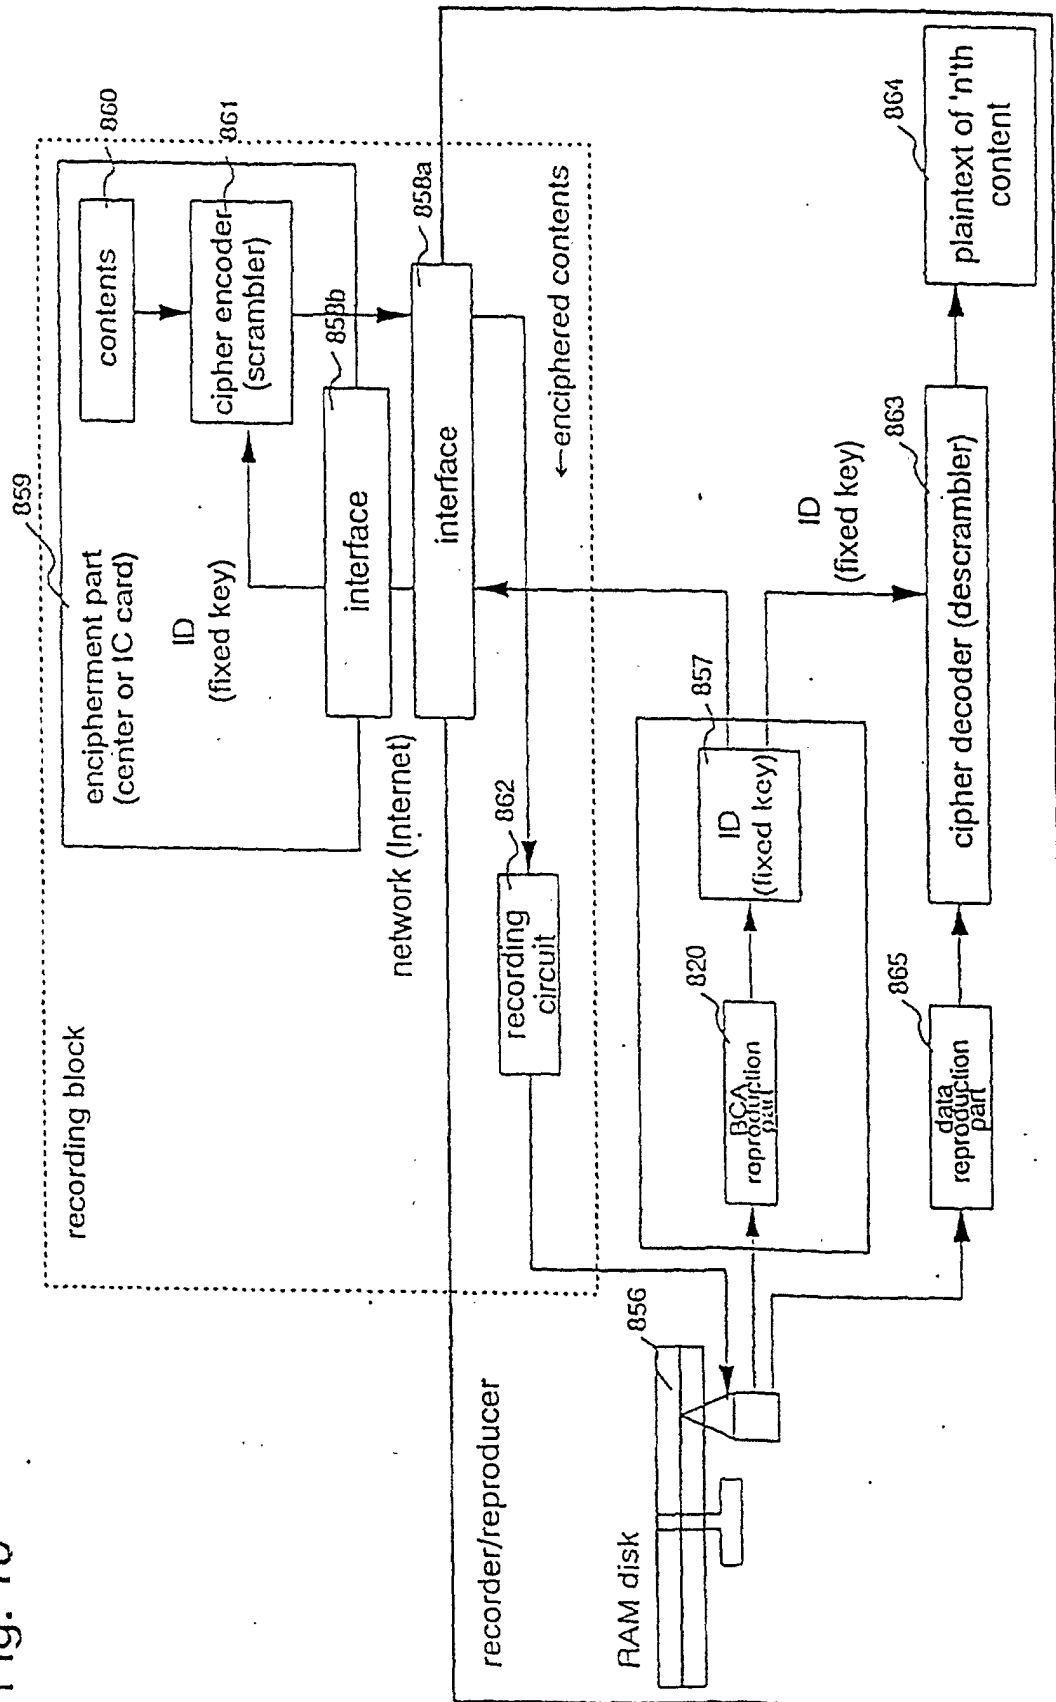 Fig.
859
recording block
encipherment part
(center or IC card)
contents
860
ID
(fixed key)
cipher encoder
(scrambler)
861
interface
858b
network (Internet)
interface
858a
recorder/reproducer
862
recording
circuit
←enciphered contents
RAM disk
856
820
BCA
reproduction
part
857
ID
(fixed key)
ID
(fixed key)
865
data
reproduction
part
863
cipher decoder (descrambler)
864
plaintext of 'n'th
content